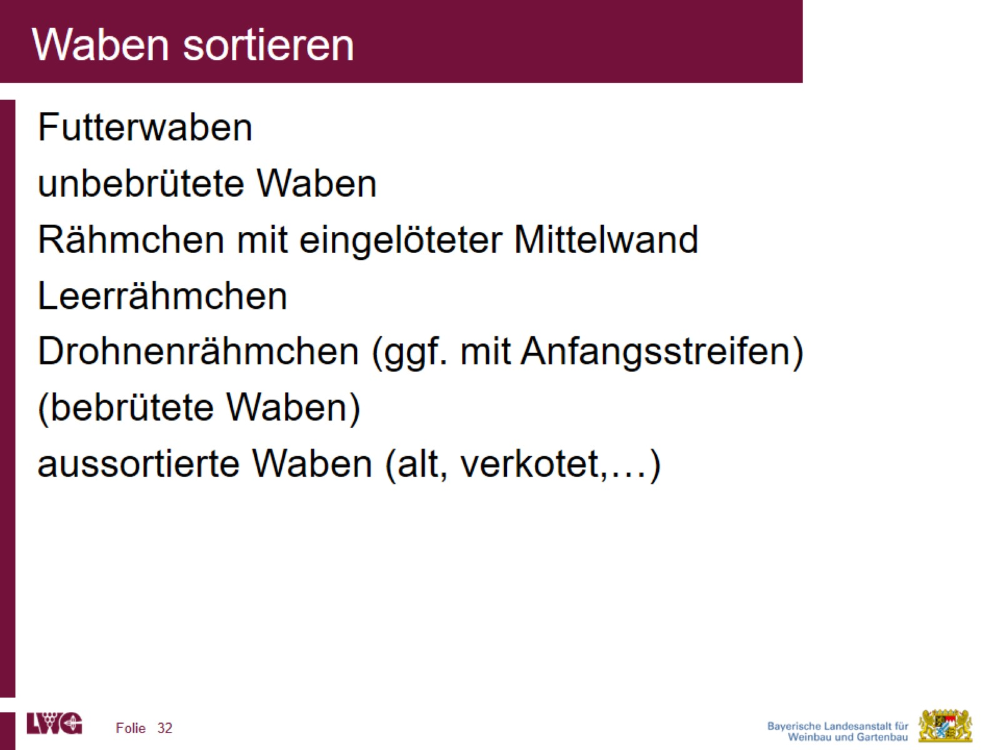 Waben sortieren
Futterwaben
unbebrütete Waben
Rähmchen mit eingelöteter Mittelwand
Leerrähmchen
Drohnenrähmchen (ggf. mit Anfangsstreifen)
(bebrütete Waben)
aussortierte Waben (alt, verkotet,…)
LWG
Folie 32
Bayerische Landesanstalt für
Weinbau und Gartenbau